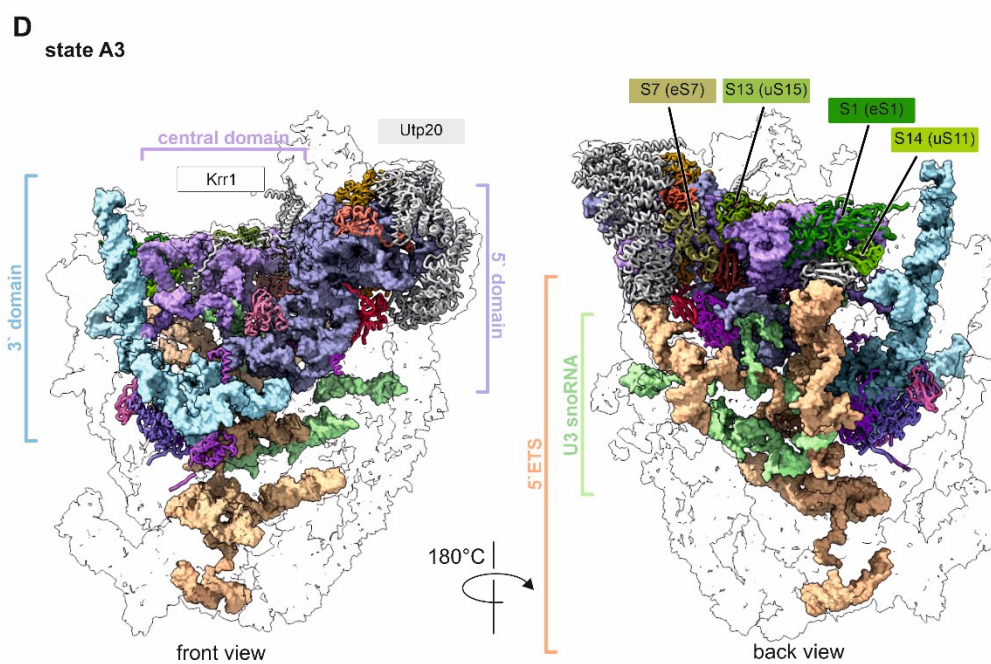 D
state A3
central domain
Krr1
Utp20
3` domain
5` domain
front view
180°C
S7 (eS7)
S13 (uS15)
S1 (eS1)
S14 (uS11)
5` ETS
U3 snoRNA
back view